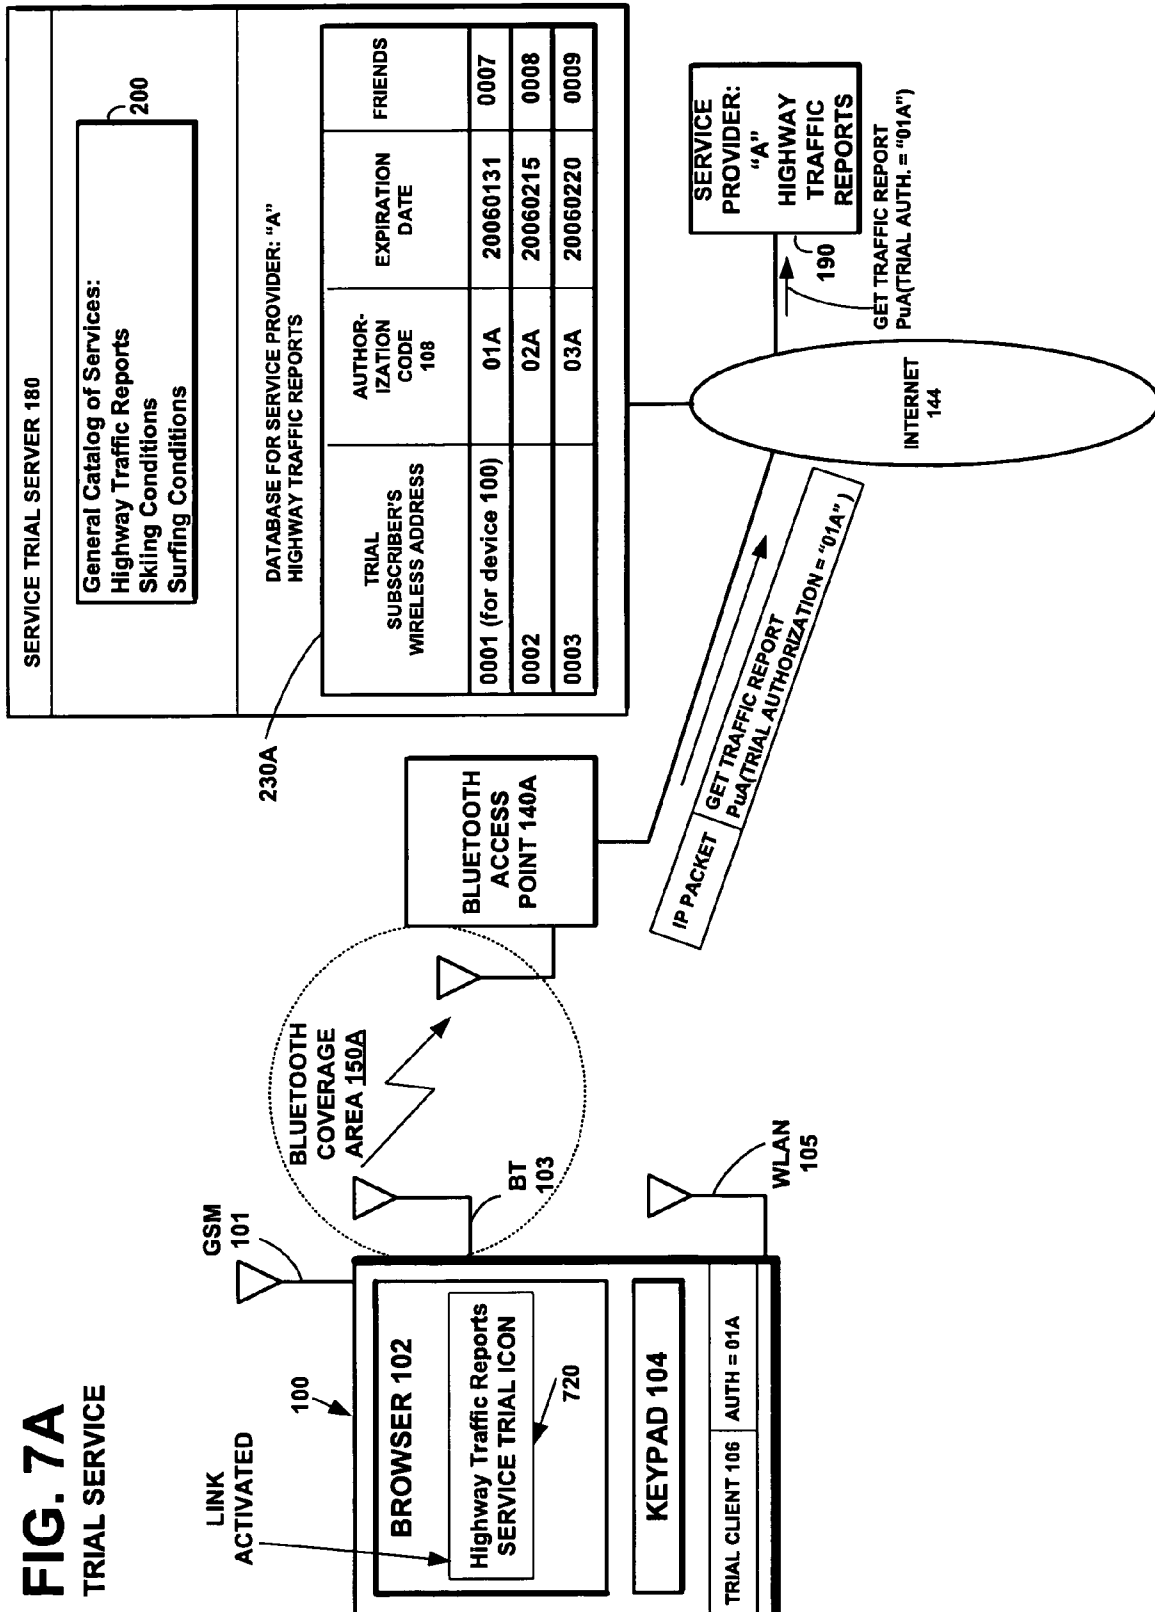 FIG. 7A
TRIAL SERVICE
LINK
ACTIVATED
100
BROWSER 102
Highway Traffic Reports
SERVICE TRIAL ICON
720
KEYPAD 104
TRIAL CLIENT 106
AUTH = 01A
GSM
101
BT
103
WLAN
105
BLUETOOTH
COVERAGE
AREA 150A
BLUETOOTH
ACCESS
POINT 140A
IP PACKET
GET TRAFFIC REPORT
PuA(TRIAL AUTHORIZATION = "01A" )
230A
SERVICE TRIAL SERVER 180
General Catalog of Services:
Highway Traffic Reports
Skiing Conditions
Surfing Conditions
200
DATABASE FOR SERVICE PROVIDER: "A"
HIGHWAY TRAFFIC REPORTS
TRIAL
SUBSCRIBER'S
WIRELESS ADDRESS
AUTHOR-
IZATION
CODE
108
EXPIRATION
DATE
FRIENDS
0001 (for device 100) 01A 20060131 0007
0002 02A 20060215 0008
0003 03A 20060220 0009
INTERNET
144
GET TRAFFIC REPORT
PuA(TRIAL AUTH. = "01A")
190
SERVICE
PROVIDER:
"A"
HIGHWAY
TRAFFIC
REPORTS